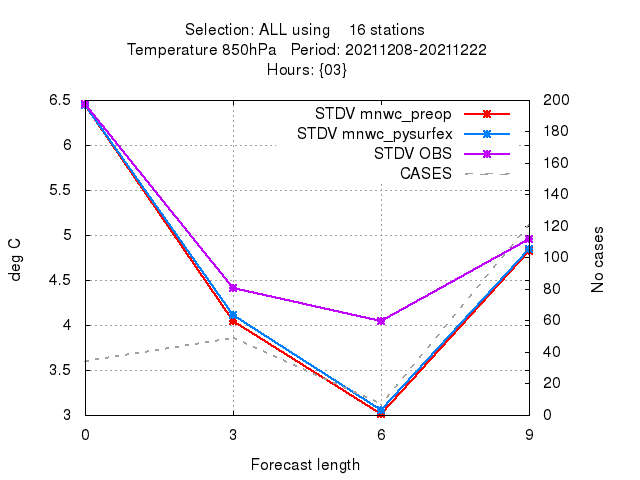 Selection: ALL using    16 stations
Temperature 850hPa   Period: 20211208-20211222
Hours: {03}
STDV mnwc_preop
STDV mnwc_pysurfex
STDV OBS
CASES
6.5
6
5.5
5
4.5
4
3.5
3
deg C
200
180
160
140
120
100
80
60
40
20
0
No cases
0 3 6 9
Forecast length